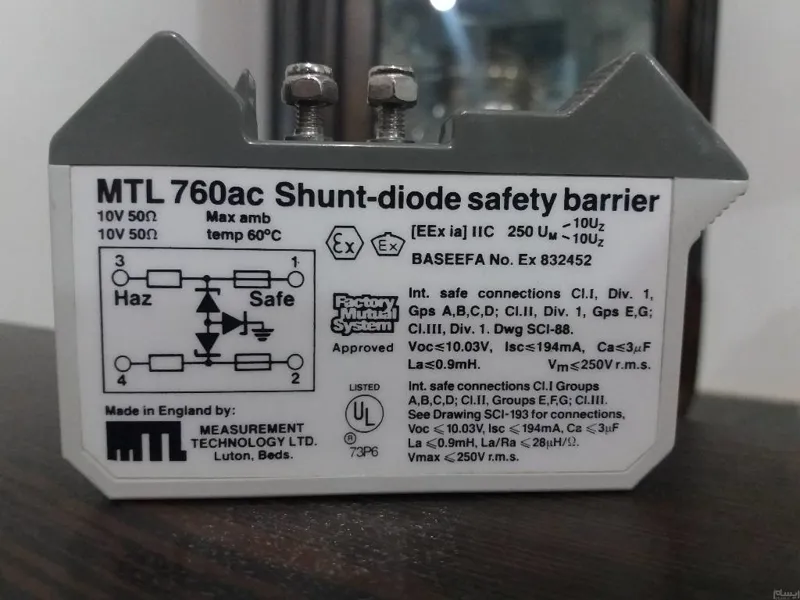 MTL 760ac Shunt-diode safety barrier
10V 50Ω Max amb
10V 50Ω temp 60°C
Ex
Ex
[EEx ia] IIC 250 UM 10Uz
10Uz
BASEEFA No. Ex 832452
3 1
Haz Safe
4 2
Factory
Mutual
System
Approved
Int. safe connections Cl.I, Div. 1,
Gps A,B,C,D; Cl.II, Div. 1, Gps E,G;
Cl.III, Div. 1. Dwg SCI-88.
Voc≤10.03V, Isc≤194mA, Ca≤3µF
La≤0.9mH. Vm≤250V r.m.s.
LISTED
UL
®
73P6
Int. safe connections Cl.I Groups
A,B,C,D; Cl.II, Groups E,F,G; Cl.III.
See Drawing SCI-193 for connections,
Voc ≤10.03V, Isc ≤194mA, Ca ≤3µF
La ≤0.9mH, La/Ra ≤28µH/Ω.
Vmax ≤250V r.m.s.
Made in England by:
MTL
MEASUREMENT
TECHNOLOGY LTD.
Luton, Beds.